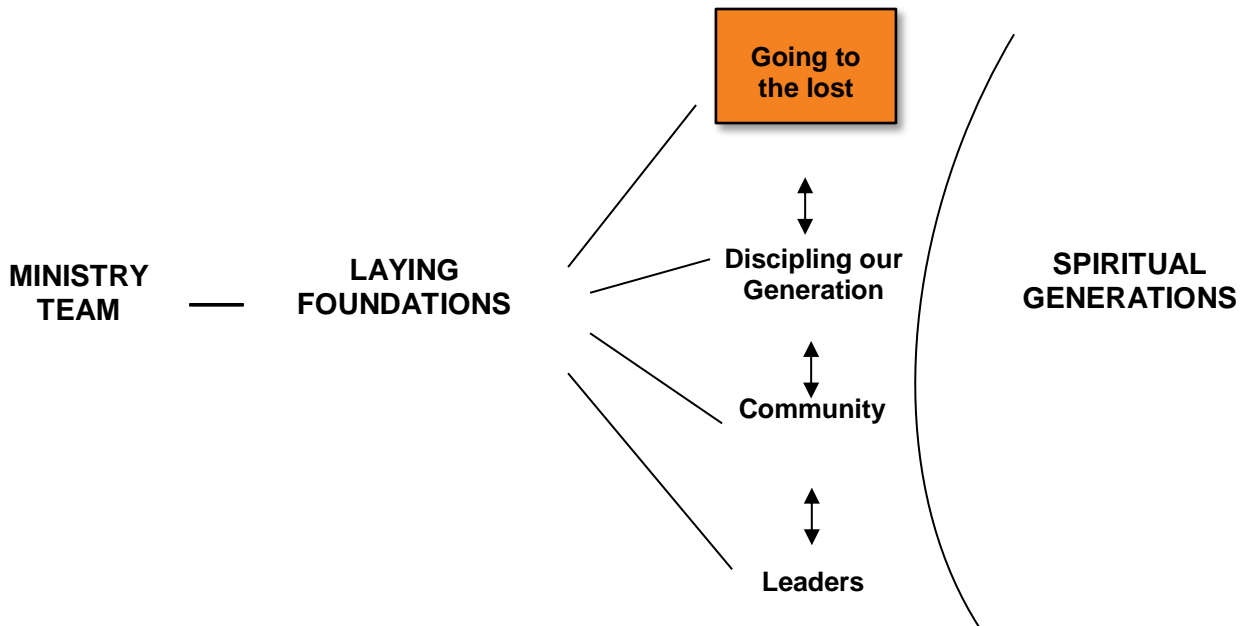 MINISTRY
TEAM
LAYING
FOUNDATIONS
Going to
the lost
Discipling our
Generation
Community
Leaders
SPIRITUAL
GENERATIONS